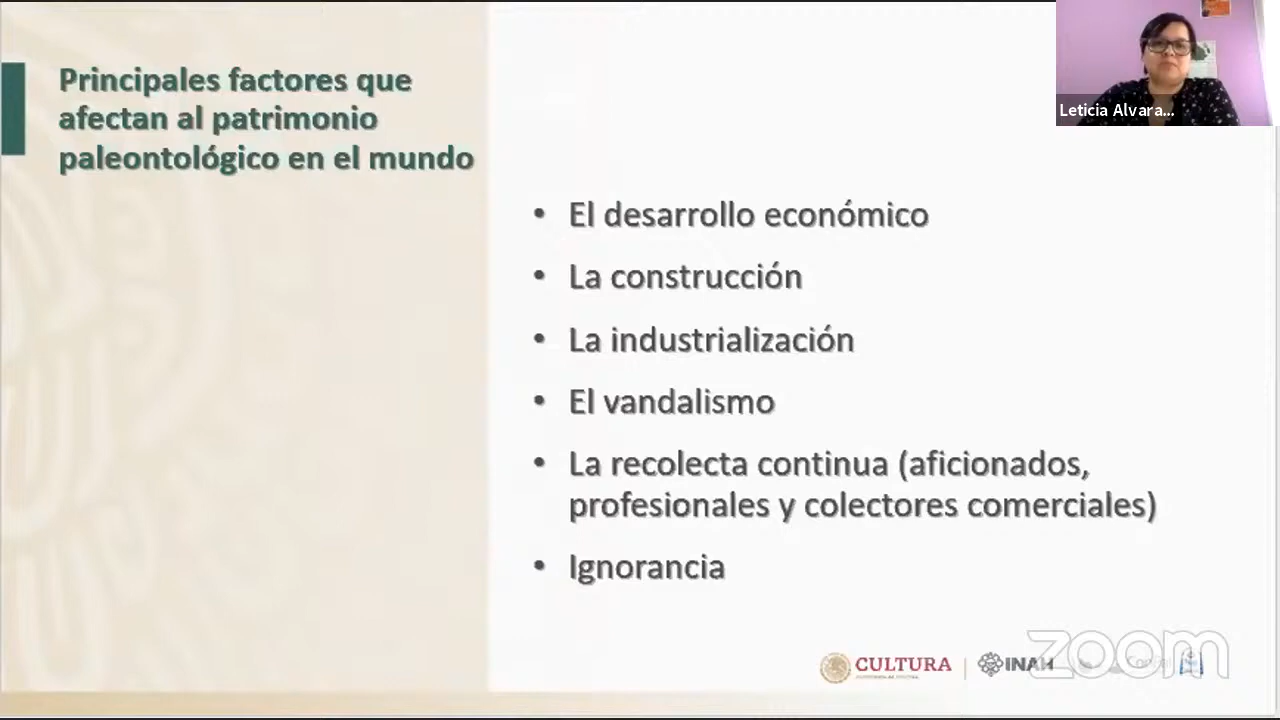 Principales factores que
afectan al patrimonio
paleontológico en el mundo
Leticia Alvara...
• El desarrollo económico
• La construcción
• La industrialización
• El vandalismo
• La recolecta continua (aficionados,
profesionales y colectores comerciales)
• Ignorancia
CULTURA
INAH
zoom